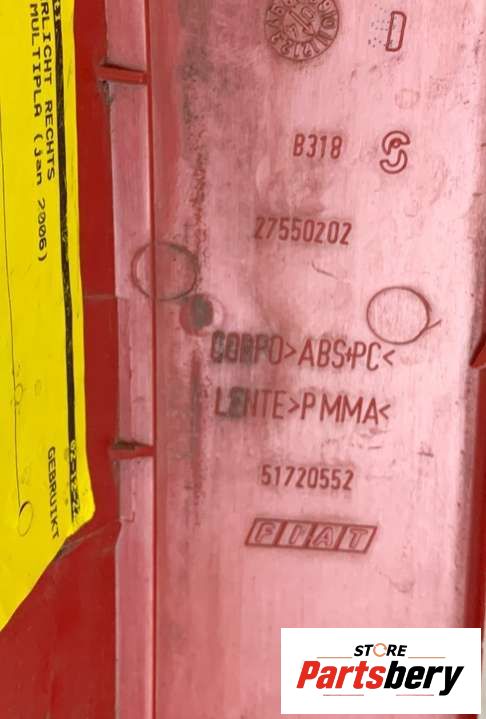 RLICHT RECHTS
MULTIPLA (Jan 2006)
GEBRUIKT
D
B318
27550202
CORPO>ABS+PC<
LENTE>PMMA<
51720552
FIAT
STORE
Partsbery